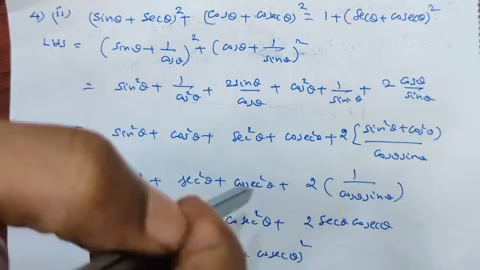 4) (ii) (sinθ + secθ)² + (cosθ + cosecθ)² = 1 + (secθ + cosecθ)²
LHS = (sinθ + 1/cosθ)² + (cosθ + 1/sinθ)²
= sin²θ + 1/cos²θ + 2sinθ/cosθ + cos²θ + 1/sin²θ + 2 cosθ/sinθ
sin²θ + cos²θ + sec²θ + cosec²θ + 2[sin²θ + cos²θ/cosθsinθ]
+ sec²θ + cosec²θ + 2(1/cosθsinθ)
cosec²θ + 2 secθ cosecθ
cosecθ)²